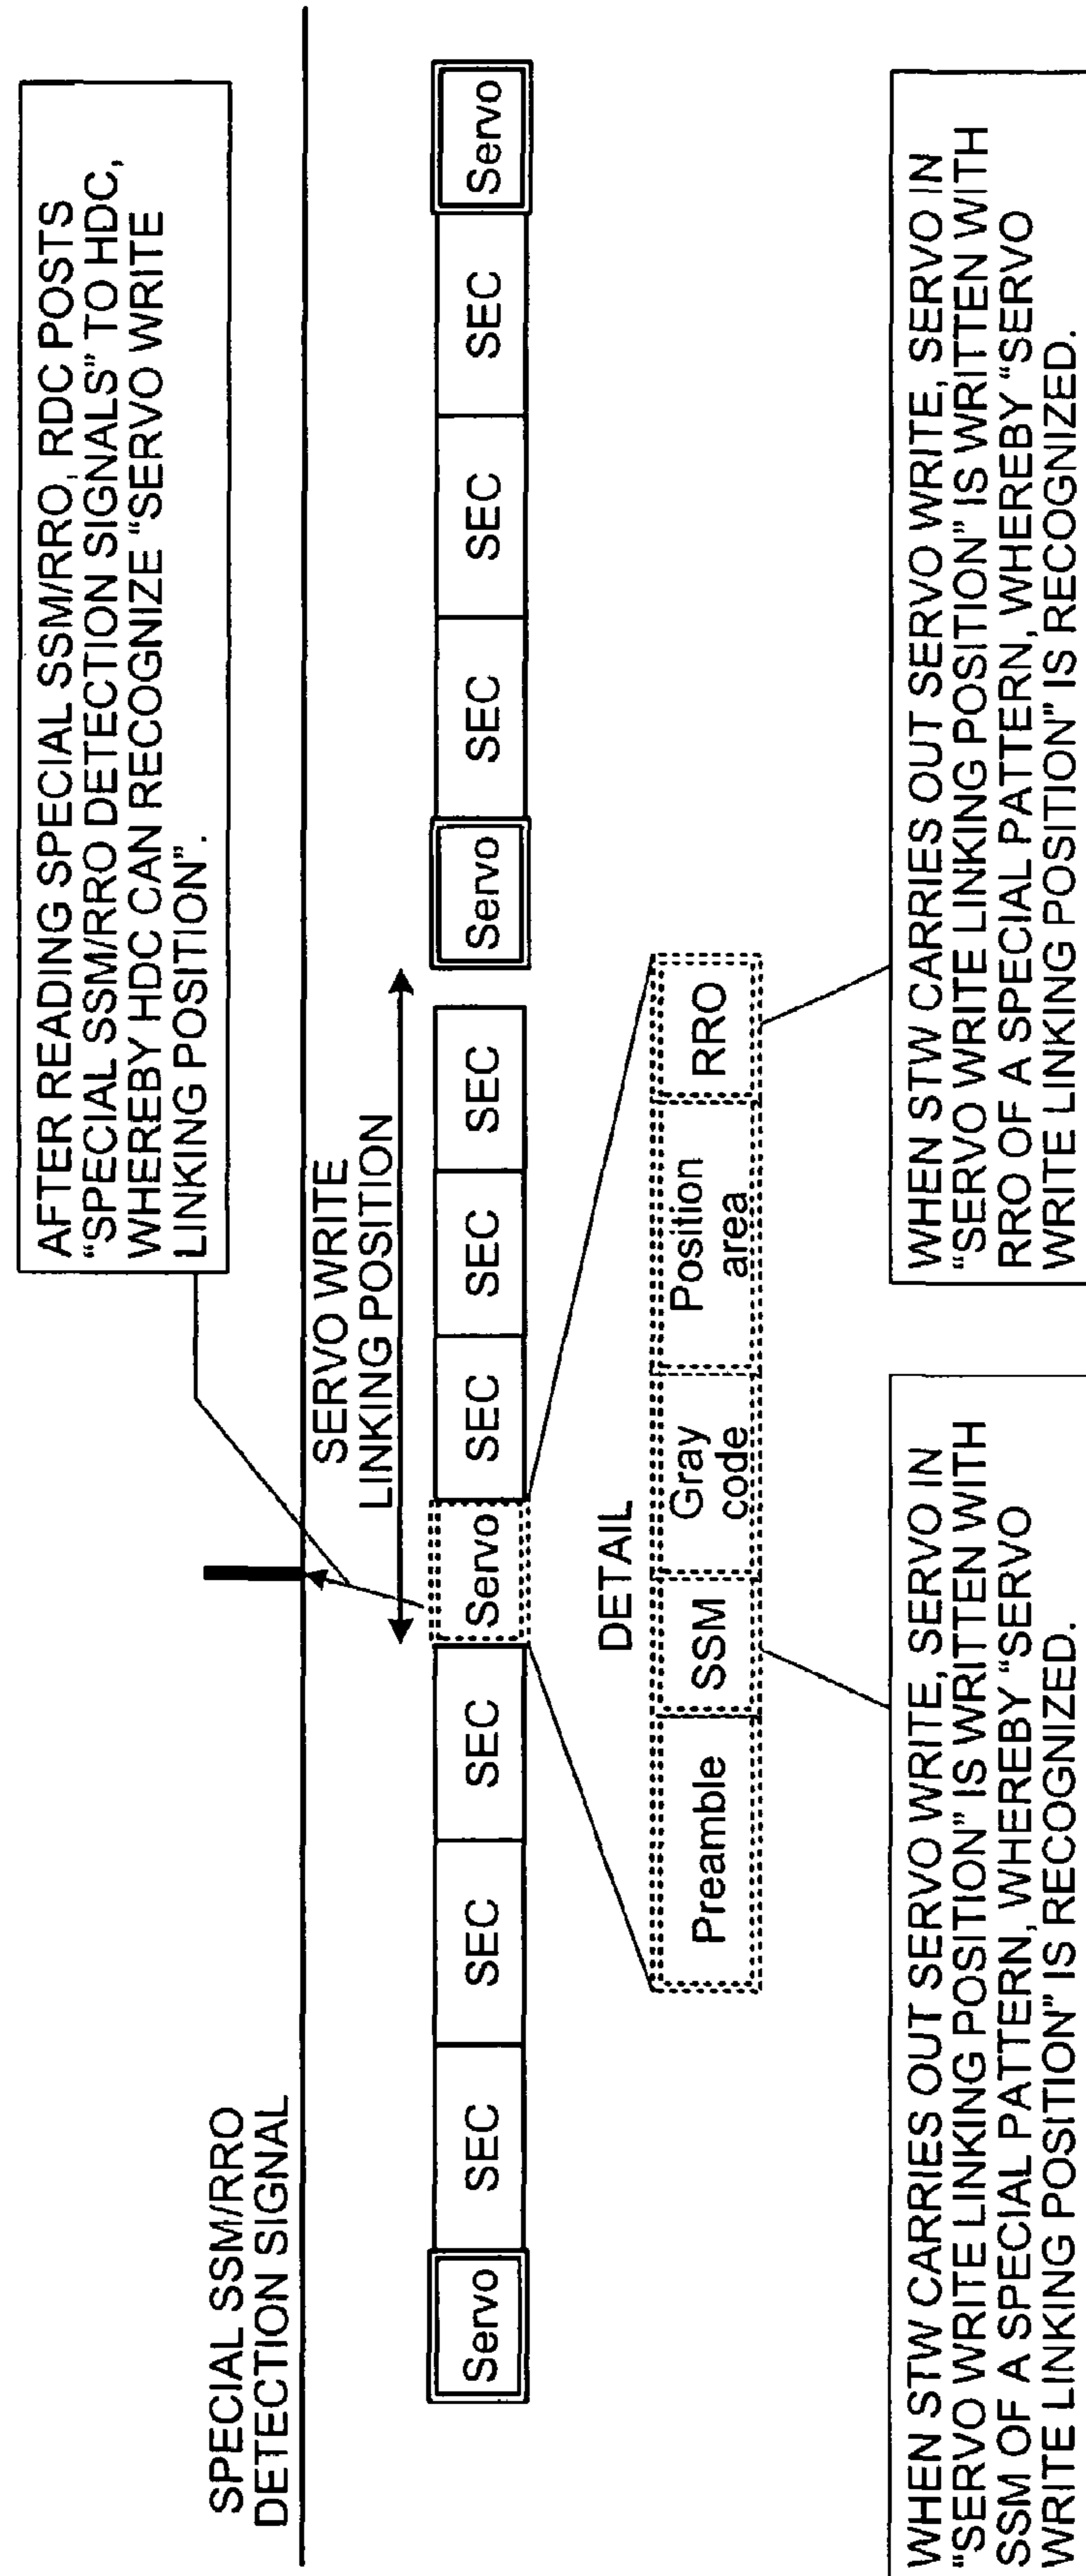 AFTER READING SPECIAL SSM/RRO, RDC POSTS
“SPECIAL SSM/RRO DETECTION SIGNALS” TO HDC,
WHEREBY HDC CAN RECOGNIZE “SERVO WRITE
LINKING POSITION”.
SPECIAL SSM/RRO
DETECTION SIGNAL
SERVO WRITE
LINKING POSITION
Servo SEC SEC SEC Servo SEC SEC SEC Servo SEC SEC SEC Servo
DETAIL
Preamble SSM Gray code Position area RRO
WHEN STW CARRIES OUT SERVO WRITE, SERVO IN
“SERVO WRITE LINKING POSITION” IS WRITTEN WITH
SSM OF A SPECIAL PATTERN, WHEREBY “SERVO
WRITE LINKING POSITION” IS RECOGNIZED.
WHEN STW CARRIES OUT SERVO WRITE, SERVO IN
“SERVO WRITE LINKING POSITION” IS WRITTEN WITH
RRO OF A SPECIAL PATTERN, WHEREBY “SERVO
WRITE LINKING POSITION” IS RECOGNIZED.